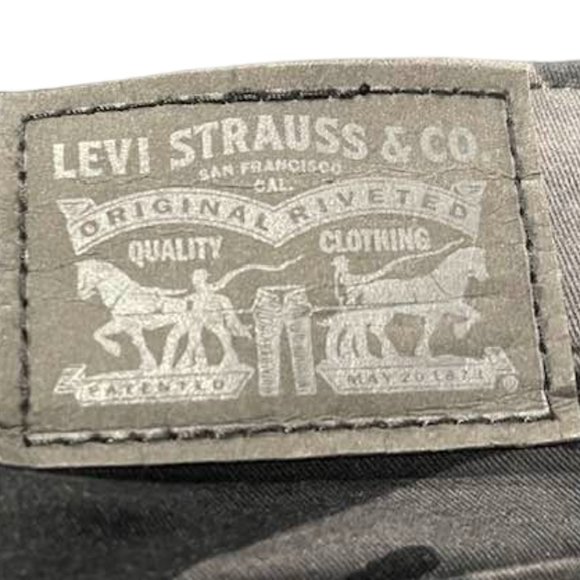 LEVI STRAUSS & CO.
SAN FRANCISCO
CAL.
ORIGINAL RIVETED
QUALITY CLOTHING
PATENTED MAY 20 1873